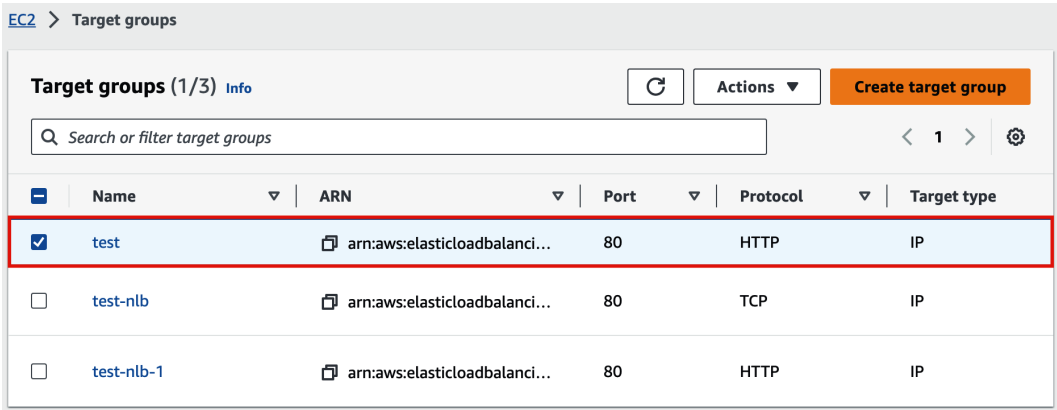 EC2 > Target groups
Target groups (1/3) Info
Actions ▼ Create target group
Search or filter target groups
< 1 >
Name ARN Port Protocol Target type
test arn:aws:elasticloadbalanci... 80 HTTP IP
test-nlb arn:aws:elasticloadbalanci... 80 TCP IP
test-nlb-1 arn:aws:elasticloadbalanci... 80 HTTP IP